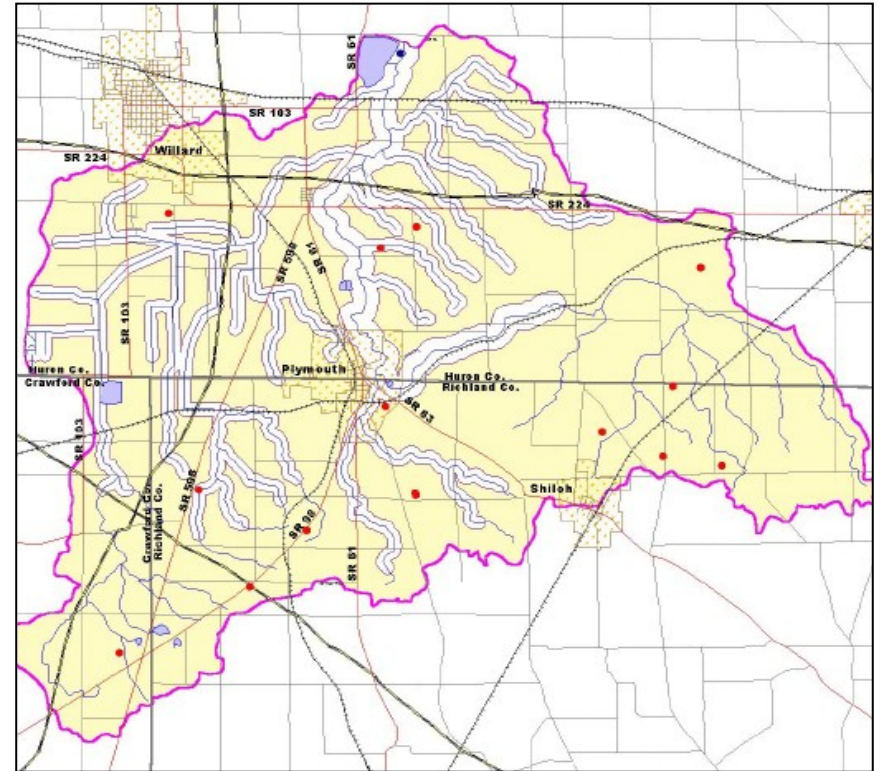 SR 61
SR 103
Willard
SR 224
SR 224
SR 598
SR 61
SR 103
Plymouth
Huron Co.
Crawford Co.
Huron Co.
Richland Co.
SR 63
SR 103
SR 598
Shiloh
Crawford Co.
Richland Co.
SR 98
SR 61